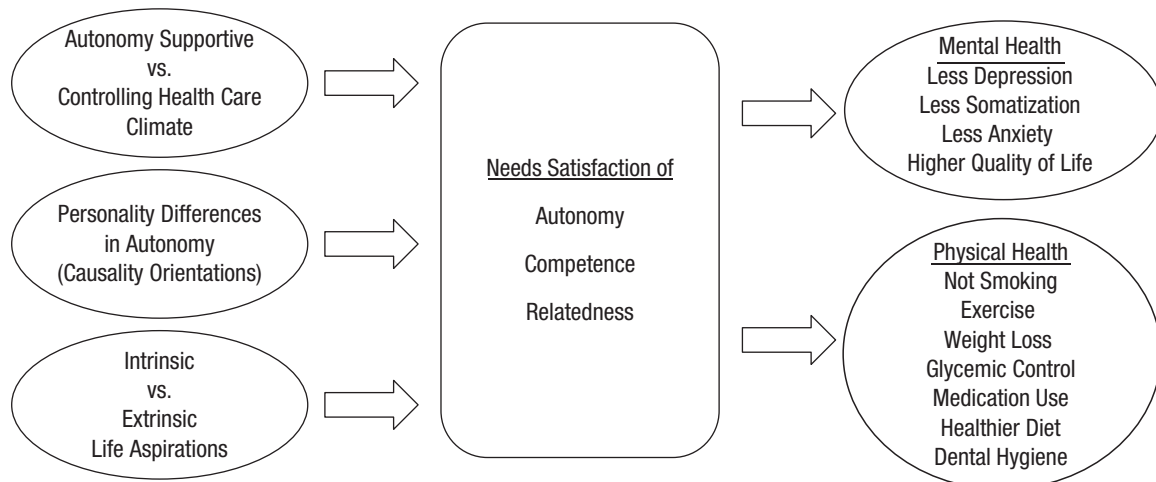 Autonomy Supportive
vs.
Controlling Health Care
Climate
Personality Differences
in Autonomy
(Causality Orientations)
Intrinsic
vs.
Extrinsic
Life Aspirations
Needs Satisfaction of
Autonomy
Competence
Relatedness
Mental Health
Less Depression
Less Somatization
Less Anxiety
Higher Quality of Life
Physical Health
Not Smoking
Exercise
Weight Loss
Glycemic Control
Medication Use
Healthier Diet
Dental Hygiene